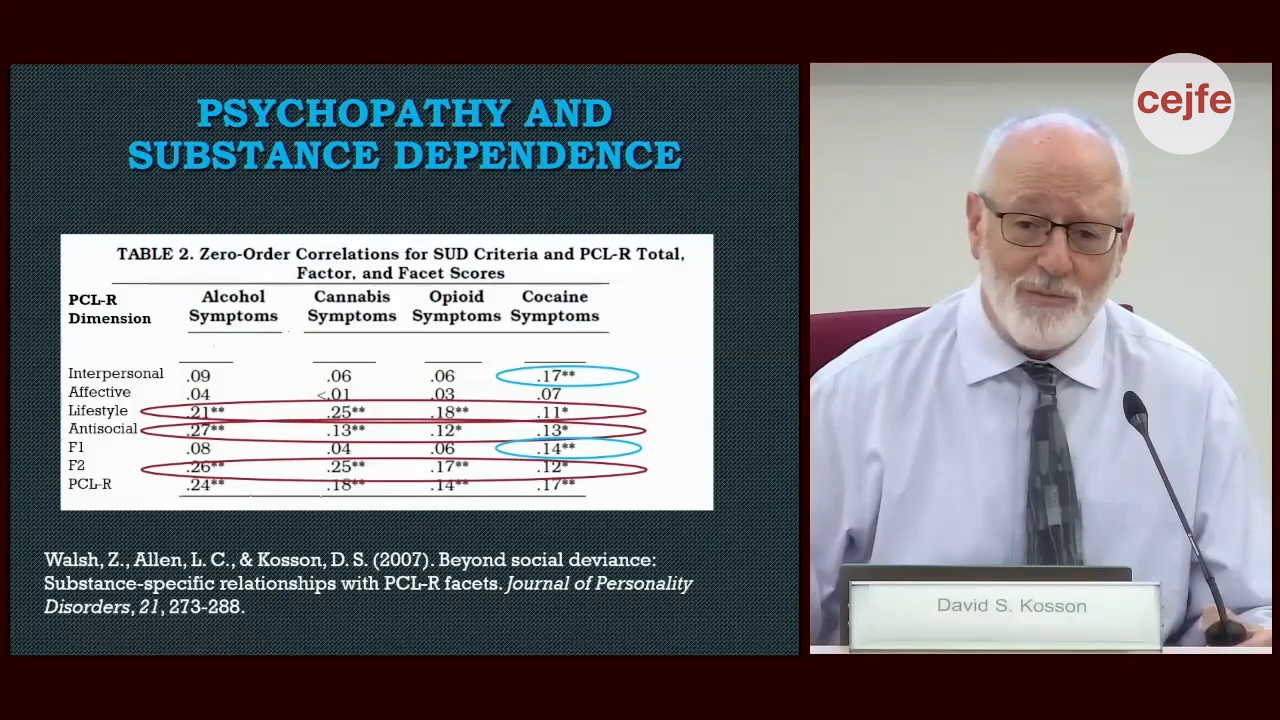 PSYCHOPATHY AND
SUBSTANCE DEPENDENCE
TABLE 2. Zero-Order Correlations for SUD Criteria and PCL-R Total,
Factor, and Facet Scores
PCL-R Dimension Alcohol Symptoms Cannabis Symptoms Opioid Symptoms Cocaine Symptoms
Interpersonal .09 .06 .06 .17**
Affective .04 <.01 .03 .07
Lifestyle .21** .25** .18** .11*
Antisocial .27** .13** .12* .13*
F1 .08 .04 .06 .14**
F2 .26** .25** .17** .12*
PCL-R .24** .18** .14** .17**
Walsh, Z., Allen, L. C., & Kosson, D. S. (2007). Beyond social deviance:
Substance-specific relationships with PCL-R facets. Journal of Personality
Disorders, 21, 273-288.
cejfe
David S. Kosson